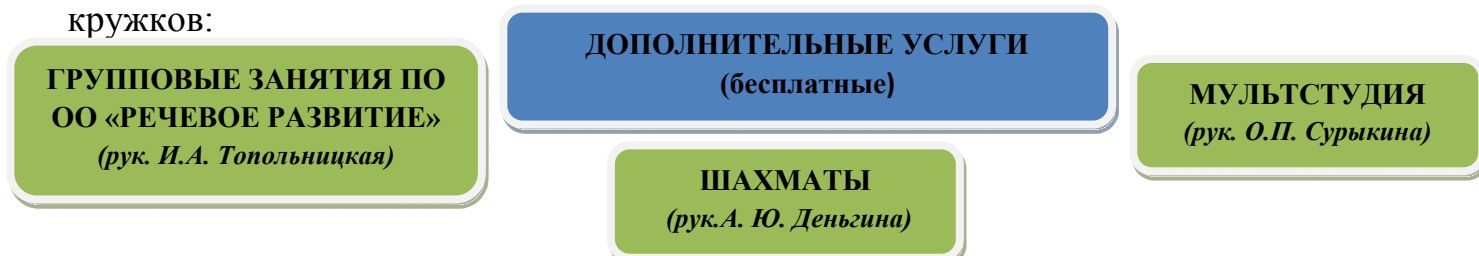 кружков:
ДОПОЛНИТЕЛЬНЫЕ УСЛУГИ
(бесплатные)
ГРУППОВЫЕ ЗАНЯТИЯ ПО
ОО «РЕЧЕВОЕ РАЗВИТИЕ»
(рук. И.А. Топольницкая)
МУЛЬТСТУДИЯ
(рук. О.П. Сурыкина)
ШАХМАТЫ
(рук.А. Ю. Деньгина)